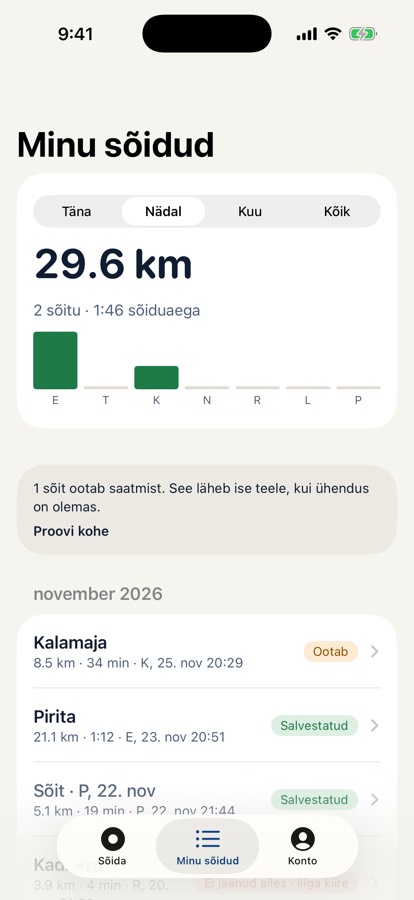 9:41
Minu sõidud
Täna Nädal Kuu Kõik
29.6 km
2 sõitu · 1:46 sõiduaega
E T K N R L P
1 sõit ootab saatmist. See läheb ise teele, kui ühendus
on olemas.
Proovi kohe
november 2026
Kalamaja
Ootab
8.5 km · 34 min · K, 25. nov 20:29
Pirita
Salvestatud
21.1 km · 1:12 · E, 23. nov 20:51
Sõit · P, 22. nov
Salvestatud
5.1 km · 19 min · P, 22. nov 21:44
3.9 km · 4 min · R, 20.
Ei jäänud alles · liiga kiire
Sõida Minu sõidud Konto